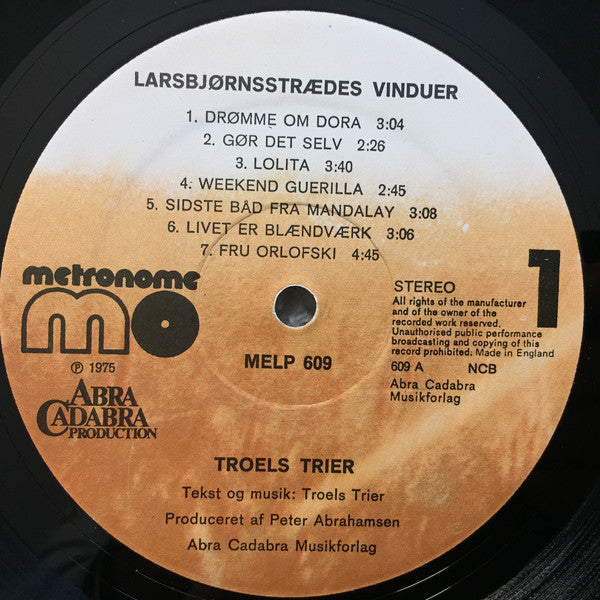 LARSBJØRNSSTRÆDES VINDUER
1. DRØMME OM DORA 3:04
2. GØR DET SELV 2:26
3. LOLITA 3:40
4. WEEKEND GUERILLA 2:45
5. SIDSTE BÅD FRA MANDALAY 3:08
6. LIVET ER BLÆNDVÆRK 3:06
7. FRU ORLOFSKI 4:45
metronome
mo
Ⓟ 1975
ABRA
CADABRA
PRODUCTION
MELP 609
STEREO
1
All rights of the manufacturer
and of the owner of the
recorded work reserved.
Unauthorised public performance
broadcasting and copying of this
record prohibited. Made in England
609 A NCB
Abra Cadabra
Musikforlag
TROELS TRIER
Tekst og musik: Troels Trier
Produceret af Peter Abrahamsen
Abra Cadabra Musikforlag